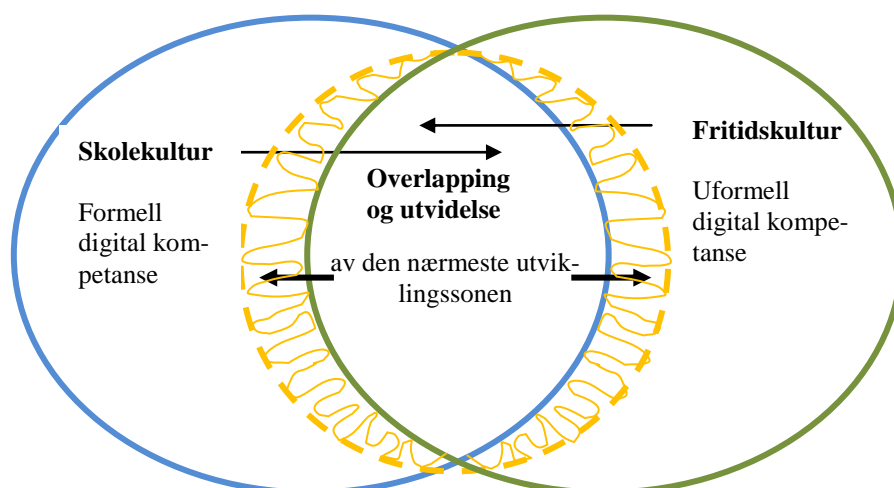 Skolekultur
Formell
digital kom-
petanse
Overlapping
og utvidelse
av den nærmeste utvik-
lingssonen
Fritidskultur
Uformell
digital kompe-
tanse